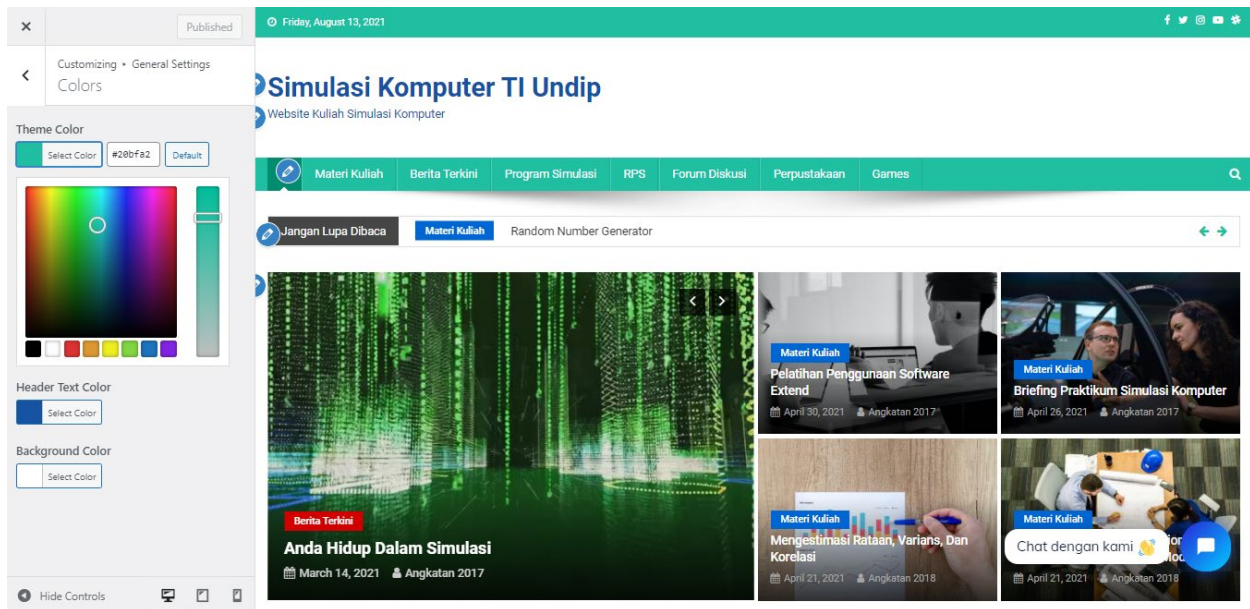 Published
Customizing • General Settings
Colors
Theme Color
Select Color
#20bfa2
Default
Header Text Color
Select Color
Background Color
Select Color
Hide Controls
Friday, August 13, 2021
Simulasi Komputer TI Undip
Website Kuliah Simulasi Komputer
Materi Kuliah Berita Terkini Program Simulasi RPS Forum Diskusi Perpustakaan Games
Jangan Lupa Dibaca Materi Kuliah Random Number Generator
Berita Terkini
Anda Hidup Dalam Simulasi
March 14, 2021 Angkatan 2017
Materi Kuliah
Pelatihan Penggunaan Software
Extend
April 30, 2021 Angkatan 2017
Materi Kuliah
Briefing Praktikum Simulasi Komputer
April 26, 2021 Angkatan 2017
Materi Kuliah
Mengestimasi Rataan, Varians, Dan
Korelasi
April 21, 2021 Angkatan 2018
Materi Kuliah
April 21, 2021 Angkatan 2018
Chat dengan kami 👋